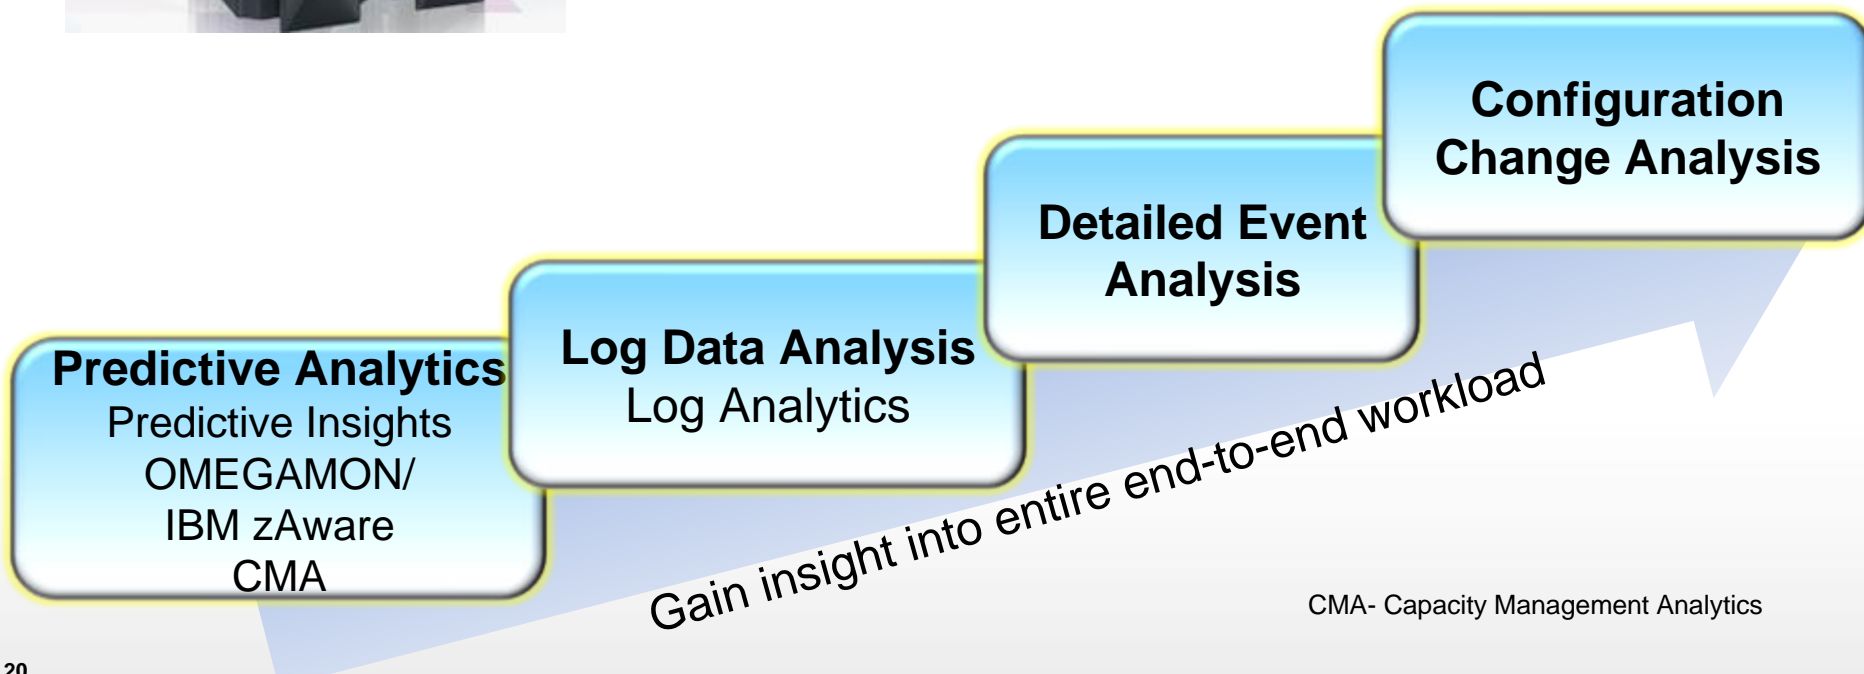 Configuration
Change Analysis
Detailed Event
Analysis
Log Data Analysis
Log Analytics
Predictive Analytics
Predictive Insights
OMEGAMON/
IBM zAware
CMA
Gain insight into entire end-to-end workload
CMA- Capacity Management Analytics
20